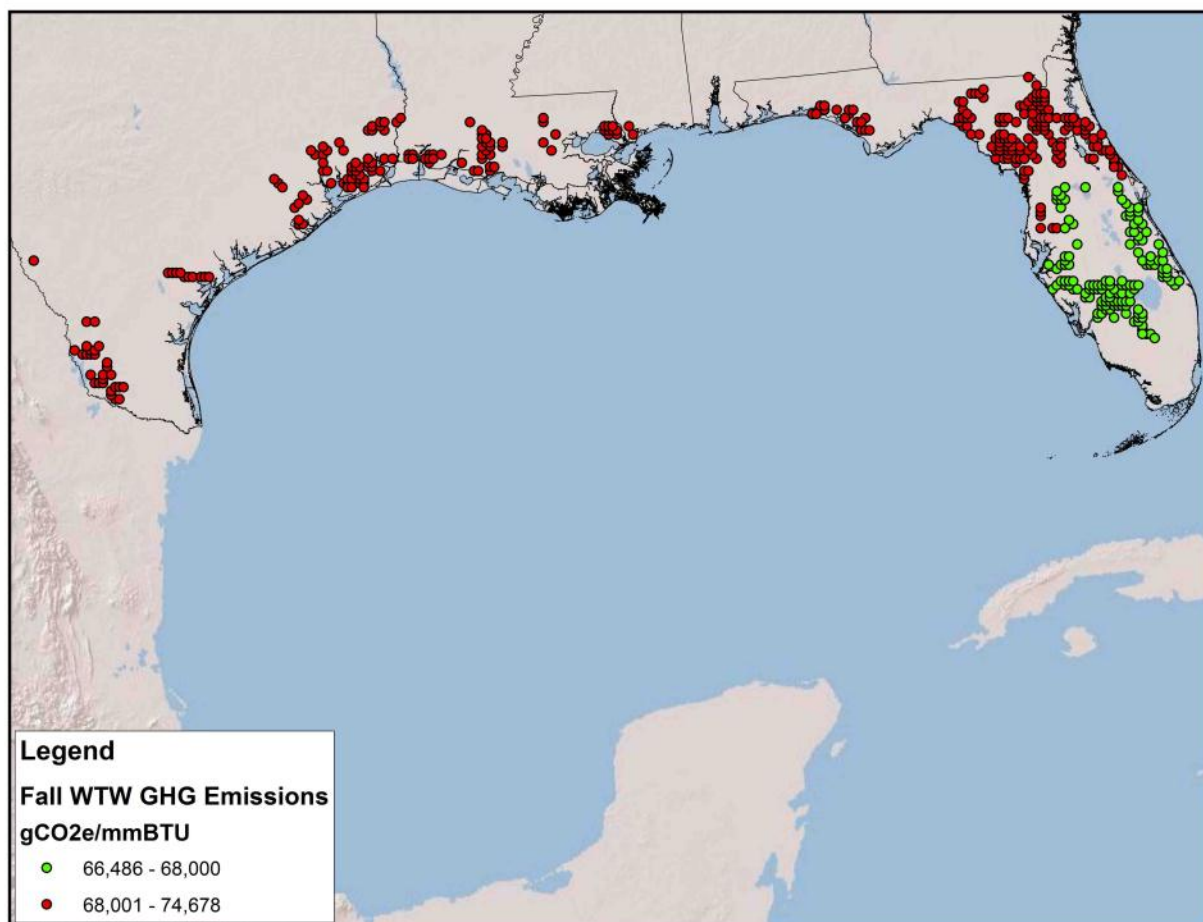 Legend
Fall WTW GHG Emissions
gCO2e/mmBTU
66,486 - 68,000
68,001 - 74,678